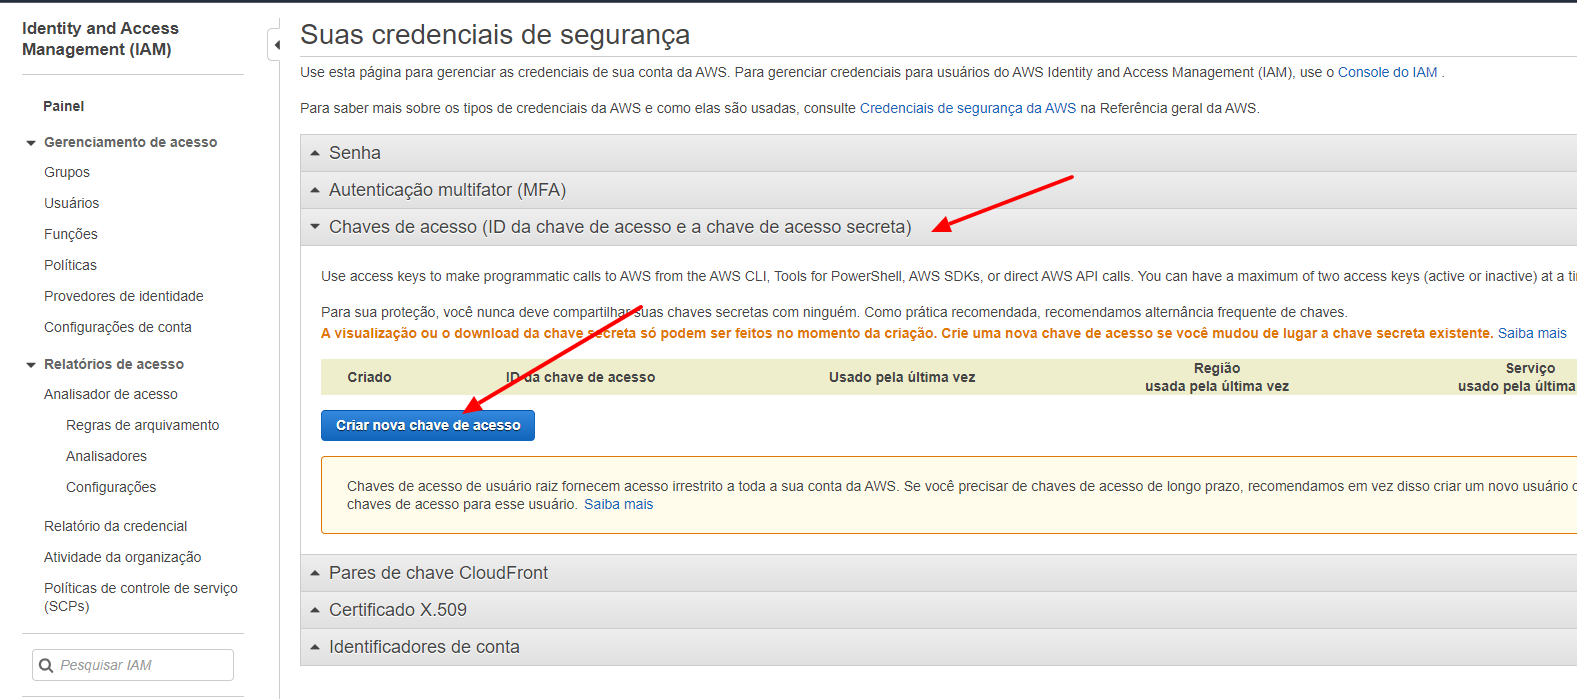 Identity and Access
Management (IAM)
Painel
Gerenciamento de acesso
Grupos
Usuários
Funções
Políticas
Provedores de identidade
Configurações de conta
Relatórios de acesso
Analisador de acesso
Regras de arquivamento
Analisadores
Configurações
Relatório da credencial
Atividade da organização
Políticas de controle de serviço
(SCPs)
Pesquisar IAM
Suas credenciais de segurança
Use esta página para gerenciar as credenciais de sua conta da AWS. Para gerenciar credenciais para usuários do AWS Identity and Access Management (IAM), use o Console do IAM .
Para saber mais sobre os tipos de credenciais da AWS e como elas são usadas, consulte Credenciais de segurança da AWS na Referência geral da AWS.
Senha
Autenticação multifator (MFA)
Chaves de acesso (ID da chave de acesso e a chave de acesso secreta)
Use access keys to make programmatic calls to AWS from the AWS CLI, Tools for PowerShell, AWS SDKs, or direct AWS API calls. You can have a maximum of two access keys (active or inactive) at a
Para sua proteção, você nunca deve compartilhar suas chaves secretas com ninguém. Como prática recomendada, recomendamos alternância frequente de chaves.
A visualização ou o download da chave secreta só podem ser feitos no momento da criação. Crie uma nova chave de acesso se você mudou de lugar a chave secreta existente. Saiba mais
Criado ID da chave de acesso Usado pela última vez Região Serviço
usada pela última vez usado pela última
Criar nova chave de acesso
Chaves de acesso de usuário raiz fornecem acesso irrestrito a toda a sua conta da AWS. Se você precisar de chaves de acesso de longo prazo, recomendamos em vez disso criar um novo usuário
chaves de acesso para esse usuário. Saiba mais
Pares de chave CloudFront
Certificado X.509
Identificadores de conta